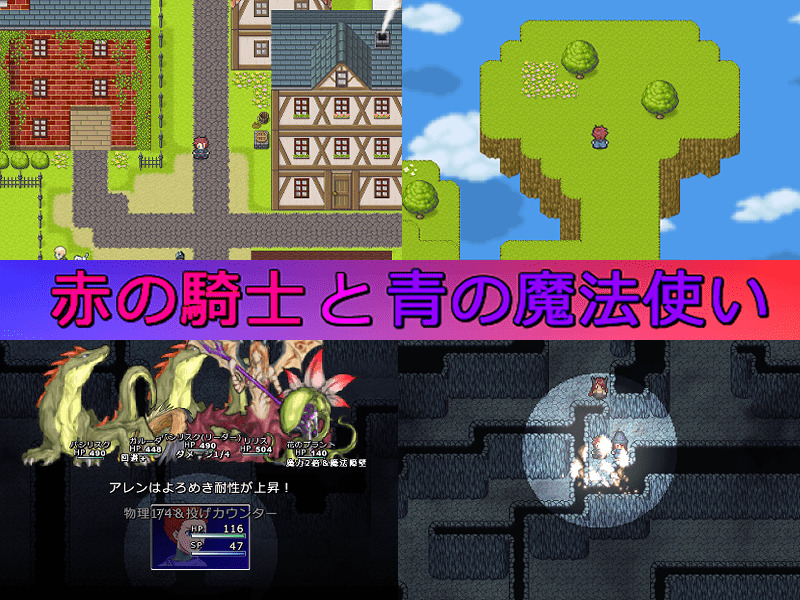 赤の騎士と青の魔法使い
バシリスク
HP 490
ガルーダ
HP 448
回避+
バシリスク(リーダー)
HP 490
ダメージ1/4
リリス
HP 504
花のプラント
HP 140
魔力2倍&魔法障壁
アレンはよろめき耐性が上昇！
物理1/4&投げカウンター
HP 116
SP 47